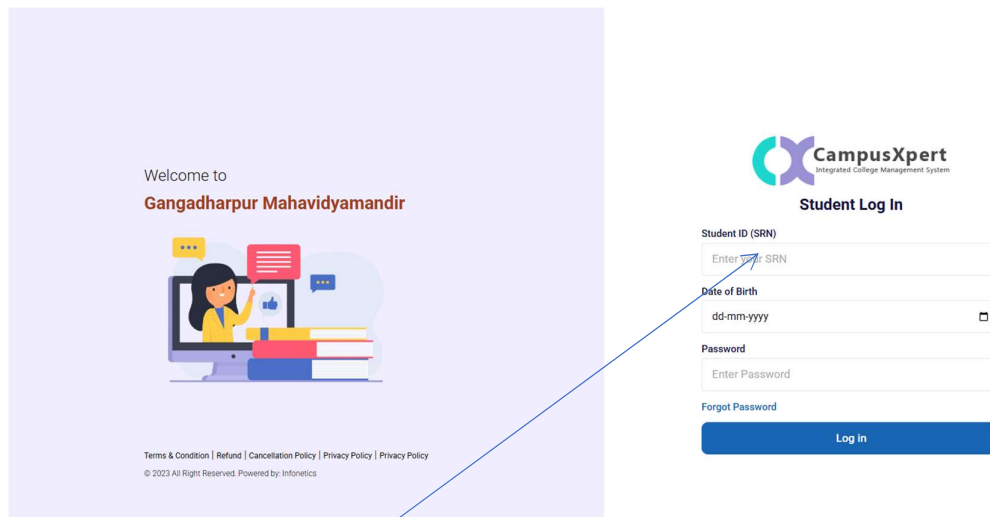 Welcome to
Gangadharpur Mahavidyamandir
Terms & Condition | Refund | Cancellation Policy | Privacy Policy | Privacy Policy
© 2023 All Right Reserved. Powered by: Infonetics
CampusXpert
Integrated College Management System
Student Log In
Student ID (SRN)
Enter your SRN
Date of Birth
dd-mm-yyyy
Password
Enter Password
Forgot Password
Log in